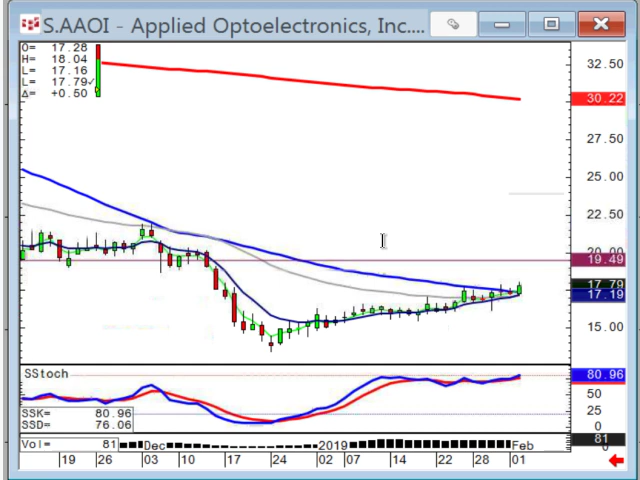 S.AAOI - Applied Optoelectronics, Inc....
O= 17.28
H= 18.04
L= 17.16
L= 17.79✓
Δ= +0.50
32.50
30.22
27.50
25.00
22.50
20.00
19.49
17.79
17.19
15.00
SStoch
80.96
50
25
0
SSK= 80.96
SSD= 76.06
Vol= 81
81
0
Dec 2019 Feb
19 26 03 10 17 24 02 07 14 22 28 01